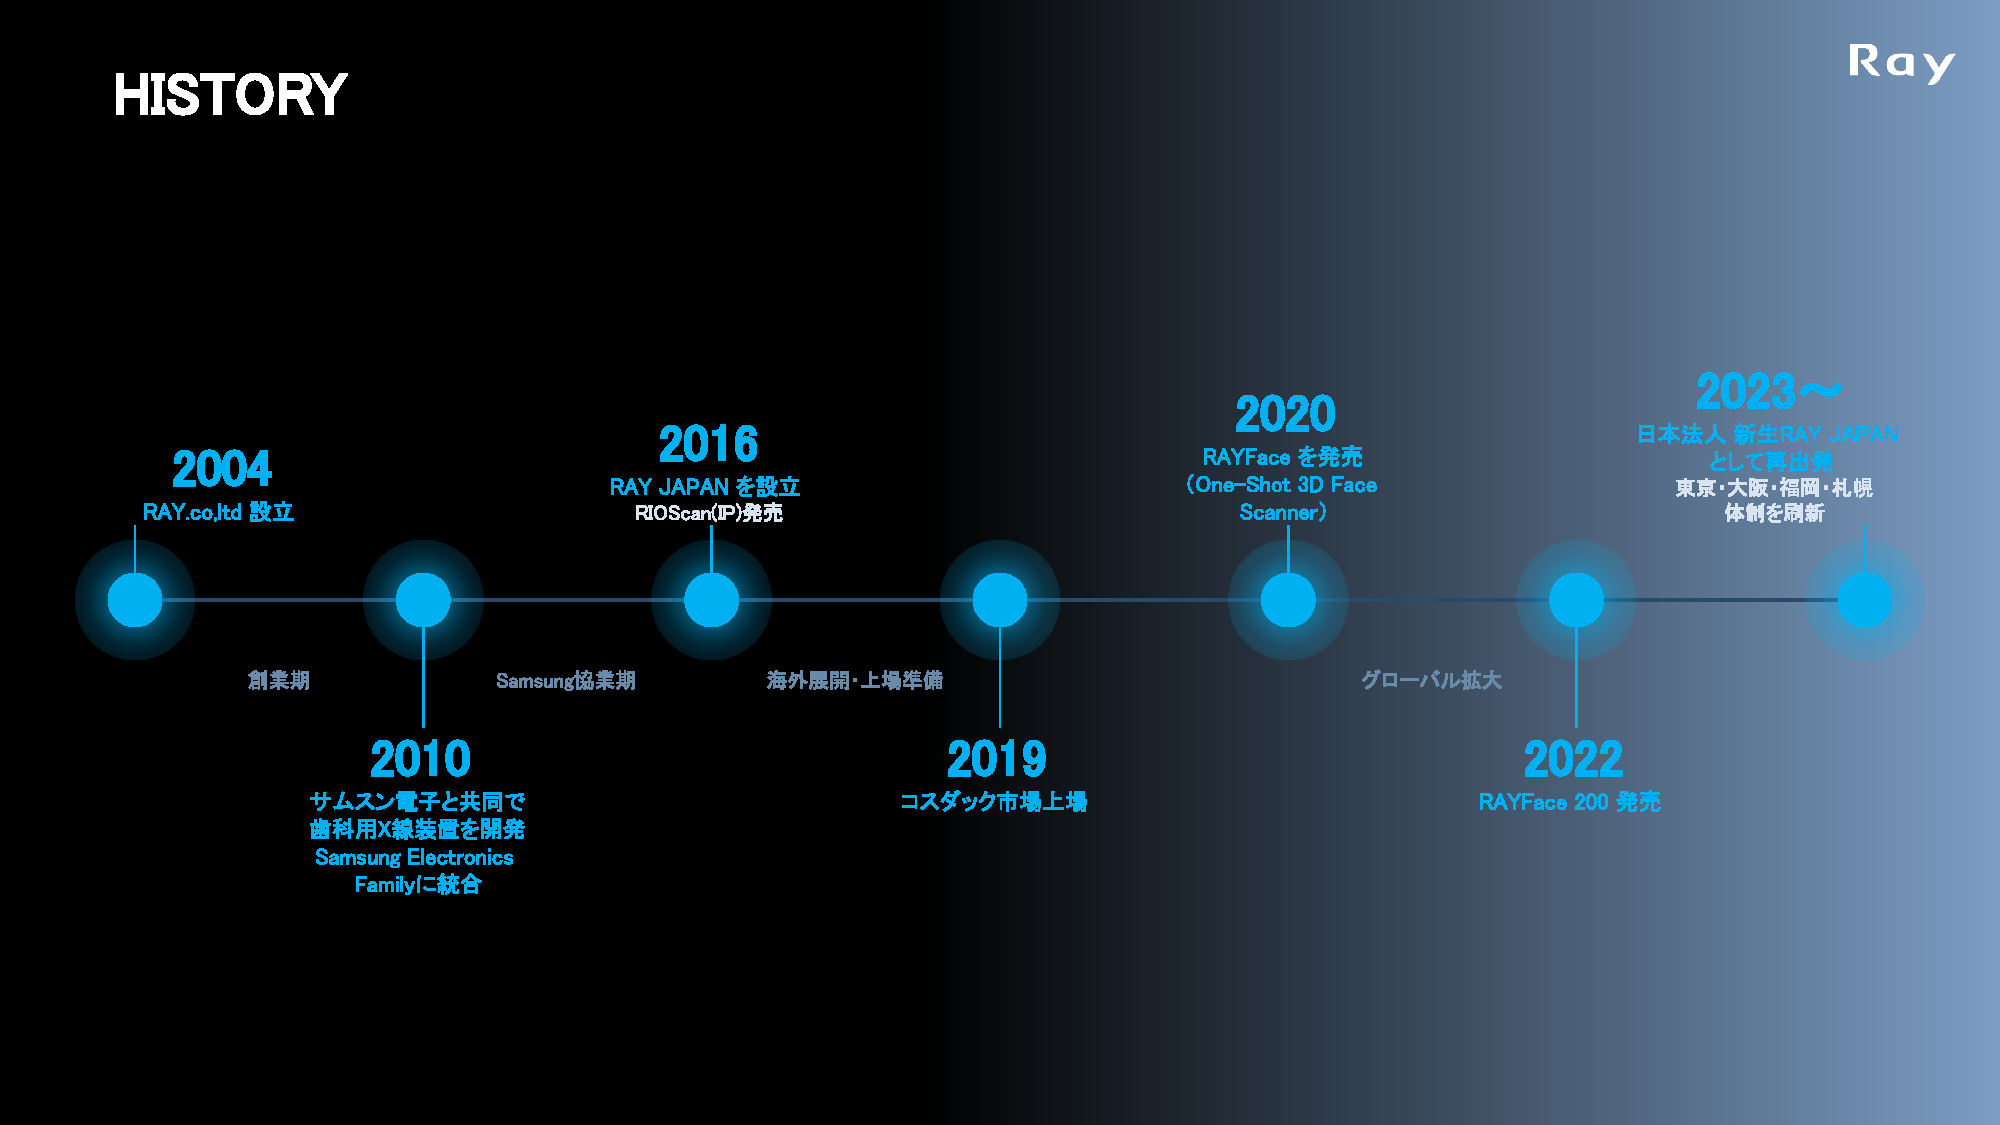 HISTORY
Ray
2004
RAY.co,ltd 設立
2016
RAY JAPAN を設立
RIOScan(IP)発売
2020
RAYFace を発売
（One-Shot 3D Face
Scanner）
2023～
日本法人 新生RAY JAPAN
として再出発
東京・大阪・福岡・札幌
体制を刷新
創業期
Samsung協業期
海外展開・上場準備
グローバル拡大
2010
サムスン電子と共同で
歯科用X線装置を開発
Samsung Electronics
Familyに統合
2019
コスダック市場上場
2022
RAYFace 200 発売